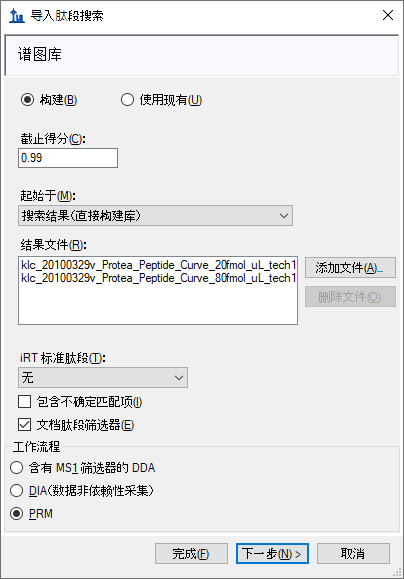 导入肽段搜索
谱图库
构建(B) 使用现有(U)
截止得分(C):
0.99
起始于(M):
搜索结果(直接构建库)
结果文件(R):
klc_20100329v_Protea_Peptide_Curve_20fmol_uL_tech1
klc_20100329v_Protea_Peptide_Curve_80fmol_uL_tech1
添加文件(A)...
删除文件(O)
iRT 标准肽段(T):
无
包含不确定匹配项(I)
文档肽段筛选器(E)
工作流程
含有 MS1 筛选器的 DDA
DIA(数据非依赖性采集)
PRM
完成(F) 下一步(N) > 取消